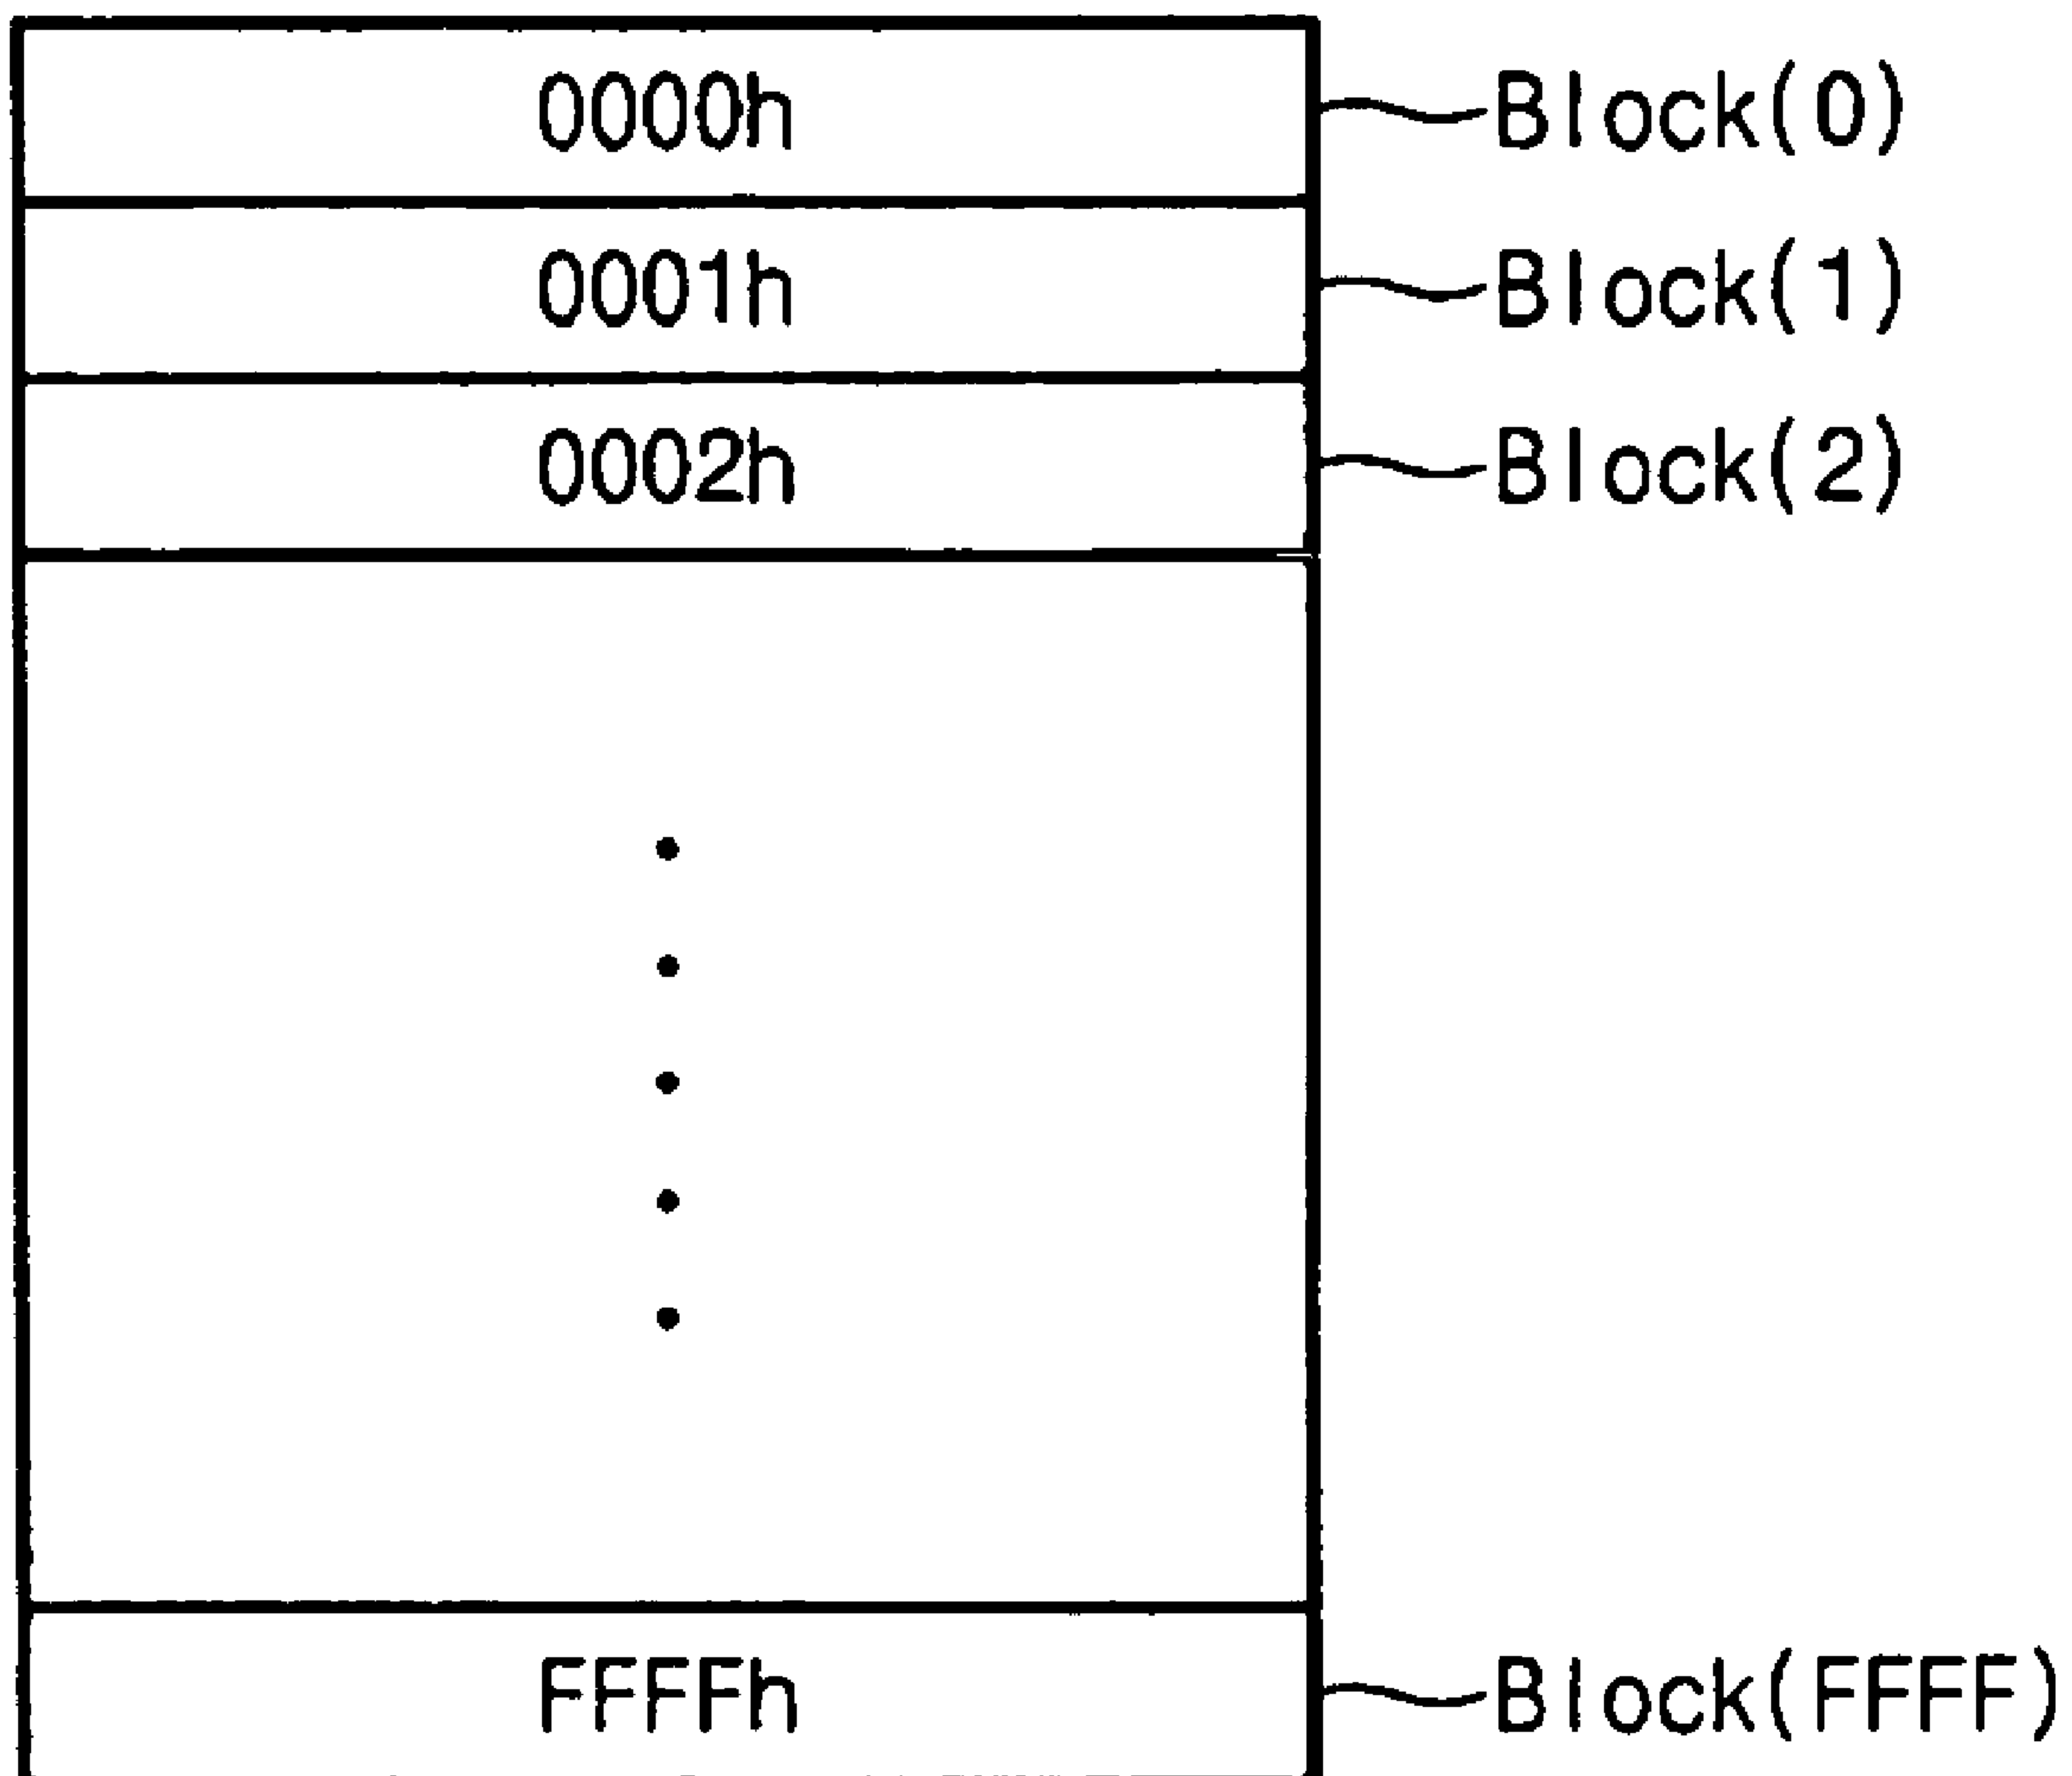 0000h Block(0)
0001h Block(1)
0002h Block(2)
FFFFh Block(FFFF)